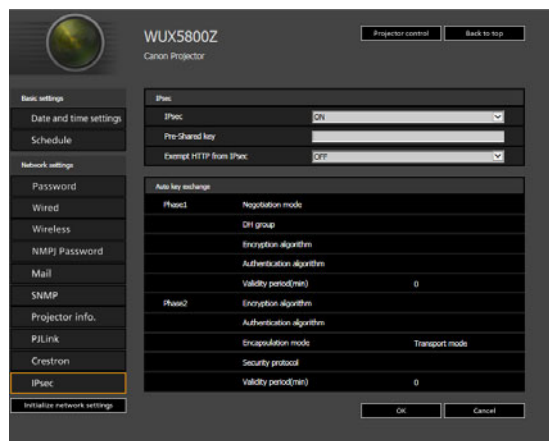 WUX5800Z
Canon Projector
Projector control
Back to top
Basic settings
Date and time settings
Schedule
Network settings
Password
Wired
Wireless
NMPJ Password
Mail
SNMP
Projector info.
PJLink
Crestron
IPsec
Initialize network settings
IPsec
IPsec ON
Pre-Shared key
Exempt HTTP from IPsec OFF
Auto key exchange
Phase1 Negotiation mode
DH group
Encryption algorithm
Authentication algorithm
Validity period(min) 0
Phase2 Encryption algorithm
Authentication algorithm
Encapsulation mode Transport mode
Security protocol
Validity period(min) 0
OK Cancel